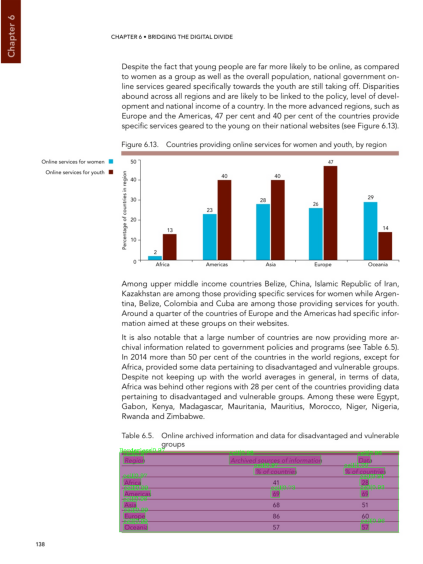 Chapter 6
CHAPTER 6 • BRIDGING THE DIGITAL DIVIDE
Despite the fact that young people are far more likely to be online, as compared
to women as a group as well as the overall population, national government on-
line services geared specifically towards the youth are still taking off. Disparities
abound across all regions and are likely to be linked to the policy, level of devel-
opment and national income of a country. In the more advanced regions, such as
Europe and the Americas, 47 per cent and 40 per cent of the countries provide
specific services geared to the young on their national websites (see Figure 6.13).
Figure 6.13. Countries providing online services for women and youth, by region
Online services for women
Online services for youth
Percentage of countries in region
50
40
30
20
10
0
2
13
23
40
28
40
26
47
29
14
Africa
Americas
Asia
Europe
Oceania
Among upper middle income countries Belize, China, Islamic Republic of Iran,
Kazakhstan are among those providing specific services for women while Argen-
tina, Belize, Colombia and Cuba are among those providing services for youth.
Around a quarter of the countries of Europe and the Americas had specific infor-
mation aimed at these groups on their websites.
It is also notable that a large number of countries are now providing more ar-
chival information related to government policies and programs (see Table 6.5).
In 2014 more than 50 per cent of the countries in the world regions, except for
Africa, provided some data pertaining to disadvantaged and vulnerable groups.
Despite not keeping up with the world averages in general, in terms of data,
Africa was behind other regions with 28 per cent of the countries providing data
pertaining to disadvantaged and vulnerable groups. Among these were Egypt,
Gabon, Kenya, Madagascar, Mauritania, Mauritius, Morocco, Niger, Nigeria,
Rwanda and Zimbabwe.
Table 6.5. Online archived information and data for disadvantaged and vulnerable
groups
Region Archived sources of information Data
% of countries % of countries
Africa 41 28
Americas
Asia 68 51
Europe 86 60
Oceania 57 57
138